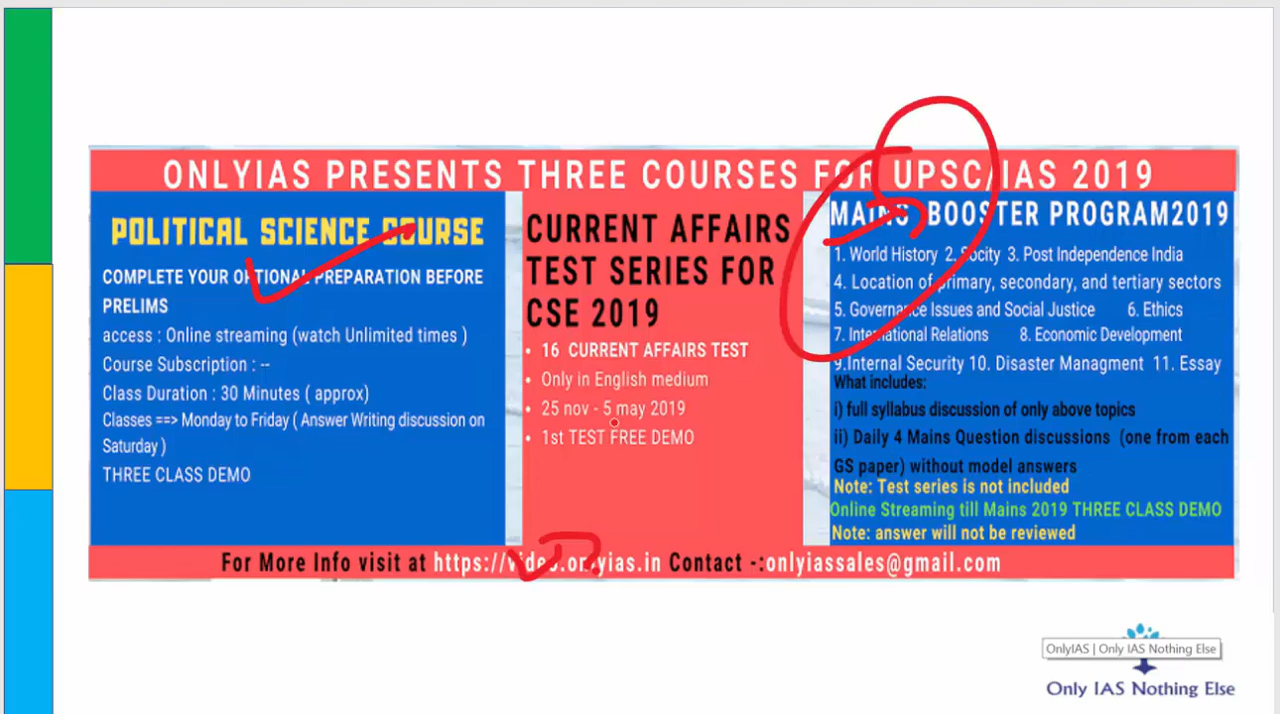 ONLYIAS PRESENTS THREE COURSES FOR UPSC/IAS 2019
POLITICAL SCIENCE COURSE
COMPLETE YOUR OPTIONAL PREPARATION BEFORE
PRELIMS
access : Online streaming (watch Unlimited times )
Course Subscription : --
Class Duration : 30 Minutes ( approx)
Classes ==> Monday to Friday ( Answer Writing discussion on
Saturday )
THREE CLASS DEMO
CURRENT AFFAIRS
TEST SERIES FOR
CSE 2019
• 16 CURRENT AFFAIRS TEST
• Only in English medium
• 25 nov - 5 may 2019
• 1st TEST FREE DEMO
MAINS BOOSTER PROGRAM2019
1. World History 2. Socity 3. Post Independence India
4. Location of primary, secondary, and tertiary sectors
5. Governance Issues and Social Justice 6. Ethics
7. International Relations 8. Economic Development
9.Internal Security 10. Disaster Managment 11. Essay
What includes:
i) full syllabus discussion of only above topics
ii) Daily 4 Mains Question discussions (one from each
GS paper) without model answers
Note: Test series is not included
Online Streaming till Mains 2019 THREE CLASS DEMO
Note: answer will not be reviewed
For More Info visit at https://video.onlyias.in Contact -:onlyiassales@gmail.com
OnlyIAS | Only IAS Nothing Else
Only IAS Nothing Else